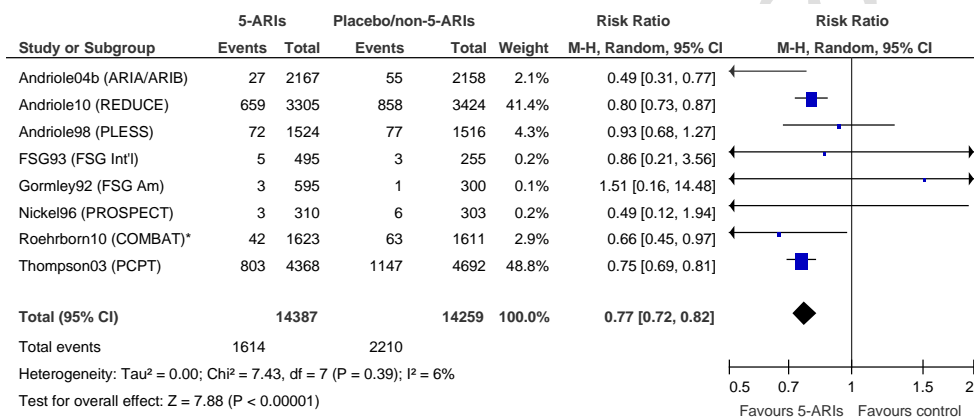 5-ARIs Placebo/non-5-ARIs Risk Ratio Risk Ratio
Study or Subgroup Events Total Events Total Weight M-H, Random, 95% CI M-H, Random, 95% CI
Andriole04b (ARIA/ARIB) 27 2167 55 2158 2.1% 0.49 [0.31, 0.77]
Andriole10 (REDUCE) 659 3305 858 3424 41.4% 0.80 [0.73, 0.87]
Andriole98 (PLESS) 72 1524 77 1516 4.3% 0.93 [0.68, 1.27]
FSG93 (FSG Int'l) 5 495 3 255 0.2% 0.86 [0.21, 3.56]
Gormley92 (FSG Am) 3 595 1 300 0.1% 1.51 [0.16, 14.48]
Nickel96 (PROSPECT) 3 310 6 303 0.2% 0.49 [0.12, 1.94]
Roehrborn10 (COMBAT)* 42 1623 63 1611 2.9% 0.66 [0.45, 0.97]
Thompson03 (PCPT) 803 4368 1147 4692 48.8% 0.75 [0.69, 0.81]
Total (95% CI) 14387 14259 100.0% 0.77 [0.72, 0.82]
Total events 1614 2210
Heterogeneity: Tau² = 0.00; Chi² = 7.43, df = 7 (P = 0.39); I² = 6%
Test for overall effect: Z = 7.88 (P < 0.00001)
0.5 0.7 1 1.5 2
Favours 5-ARIs Favours control